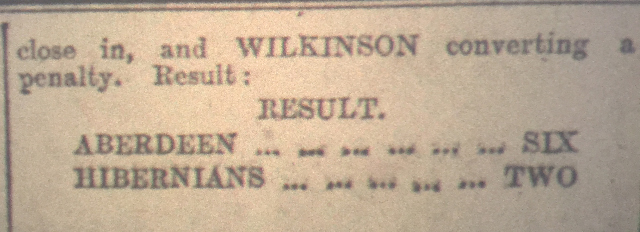 close in, and WILKINSON converting a
penalty. Result:
RESULT.
ABERDEEN ... ... ... ... ... ... SIX
HIBERNIANS ... ... ... ... ... TWO